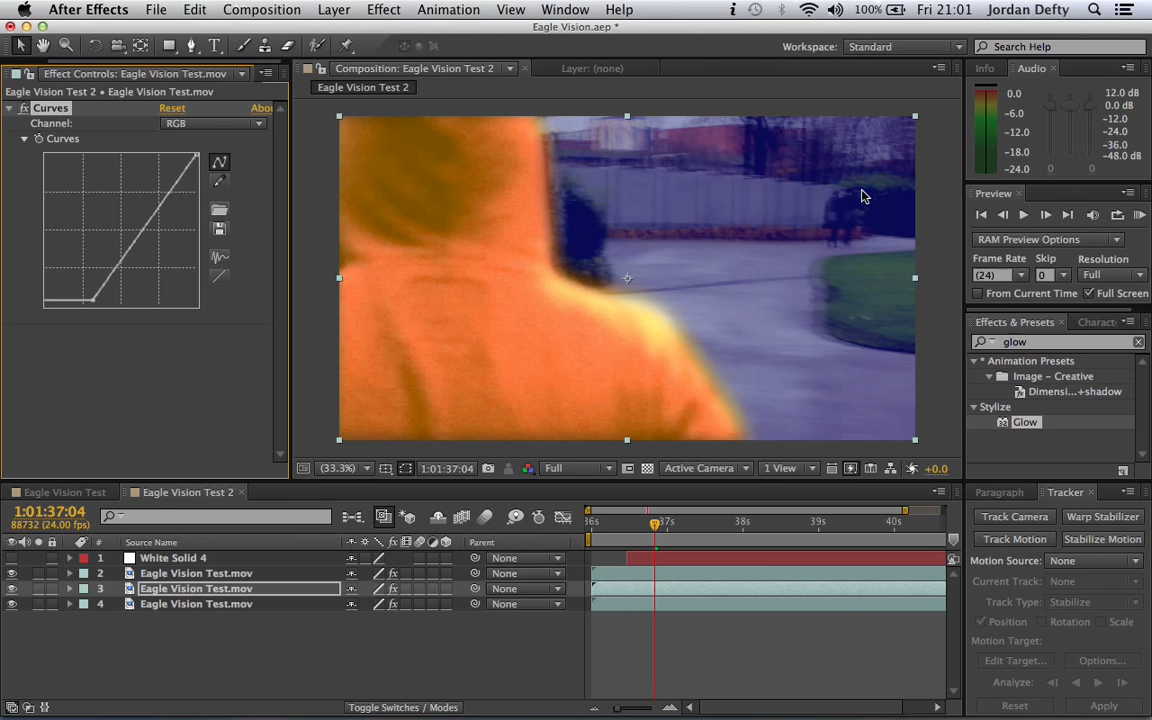 After Effects File Edit Composition Layer Effect Animation View Window Help 100% Fri 21:01 Jordan Defty
Eagle Vision.aep *
Workspace: Standard Search Help
Effect Controls: Eagle Vision Test.mov
Composition: Eagle Vision Test 2
Layer: (none)
Info Audio
Eagle Vision Test 2 • Eagle Vision Test.mov
Eagle Vision Test 2
fx Curves Reset Abou
Channel: RGB
Curves
0.0
-6.0
-12.0
-18.0
-24.0
12.0 dB
0.0 dB
-12.0
-24.0
-36.0
-48.0 dB
0 0
Preview
RAM Preview Options
Frame Rate Skip Resolution
(24) 0 Full
From Current Time Full Screen
Effects & Presets Charact
glow
* Animation Presets
Image – Creative
Dimensi...+shadow
Stylize
32 Glow
(33.3%) 1:01:37:04 Full Active Camera 1 View +0.0
Eagle Vision Test Eagle Vision Test 2
1:01:37:04
88732 (24.00 fps)
36s 37s 38s 39s 40s
# Source Name fx Parent
1 White Solid 4 None
2 Eagle Vision Test.mov fx None
3 Eagle Vision Test.mov fx None
4 Eagle Vision Test.mov fx None
Toggle Switches / Modes
Paragraph Tracker
Track Camera Warp Stabilizer
Track Motion Stabilize Motion
Motion Source: None
Current Track: None
Track Type: Stabilize
Position Rotation Scale
Motion Target:
Edit Target... Options...
Analyze:
Reset Apply